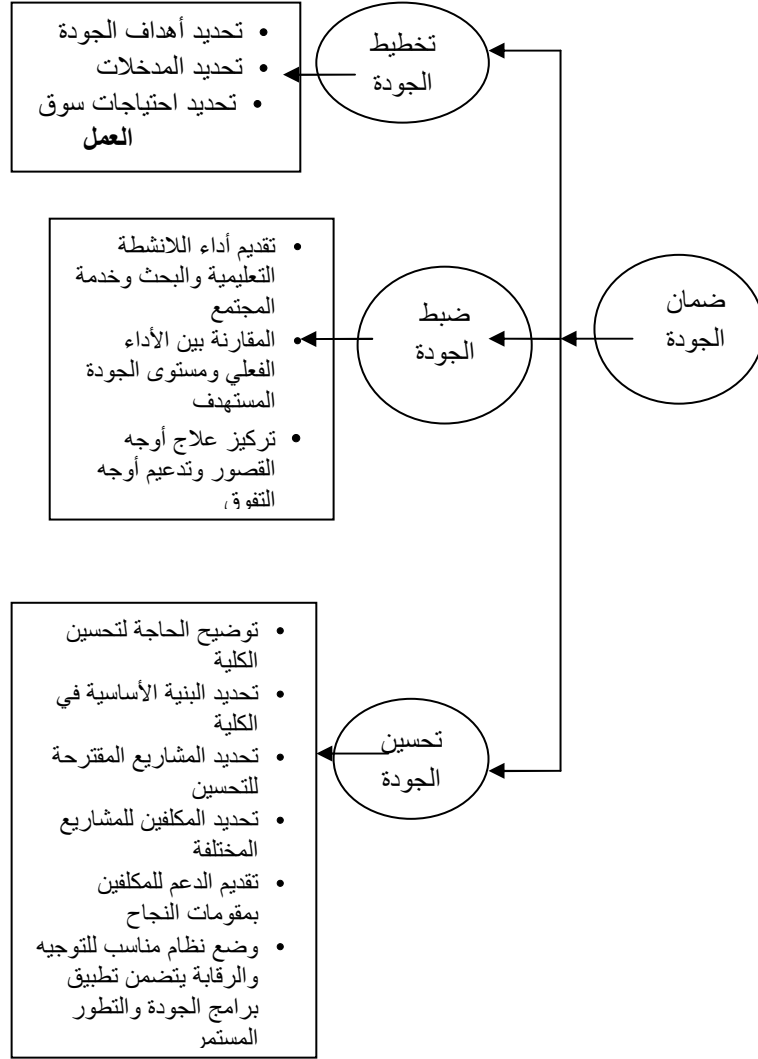 تخطيط
الجودة
• تحديد أهداف الجودة
• تحديد المدخلات
• تحديد احتياجات سوق
العمل
ضمان
الجودة
ضبط
الجودة
• تقديم أداء اللانشطة
التعليمية والبحث وخدمة
المجتمع
• المقارنة بين الأداء
الفعلي ومستوى الجودة
المستهدف
• تركيز علاج أوجه
القصور وتدعيم أوجه
التفوق
تحسين
الجودة
• توضيح الحاجة لتحسين
الكلية
• تحديد البنية الأساسية في
الكلية
• تحديد المشاريع المقترحة
للتحسين
• تحديد المكلفين للمشاريع
المختلفة
• تقديم الدعم للمكلفين
بمقومات النجاح
• وضع نظام مناسب للتوجيه
والرقابة يتضمن تطبيق
برامج الجودة والتطور
المستمر